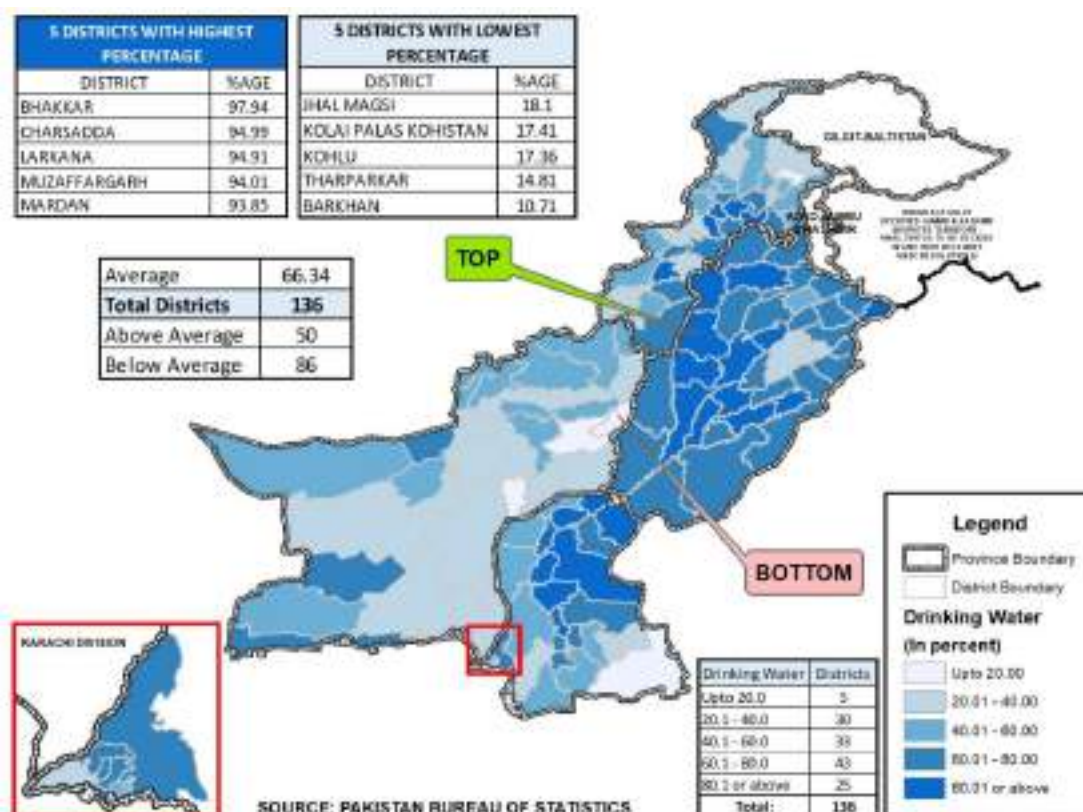 5 DISTRICTS WITH HIGHEST
PERCENTAGE
DISTRICT %AGE
BHAKKAR 97.94
CHARSADDA 94.99
LARKANA 94.91
MUZAFFARGARH 94.01
MARDAN 93.85
5 DISTRICTS WITH LOWEST
PERCENTAGE
DISTRICT %AGE
JHAL MAGSI 18.1
KOLAI PALAS KOHISTAN 17.41
KOHLU 17.36
THARPARKAR 14.81
BARKHAN 10.71
GILGIT-BALTISTAN
TOP
Average 66.34
Total Districts 136
Above Average 50
Below Average 86
BOTTOM
KARACHI DIVISION
Legend
Province Boundary
District Boundary
Drinking Water
(In percent)
Upto 20.00
20.01 - 40.00
40.01 - 60.00
60.01 - 80.00
80.01 or above
Drinking Water Districts
Upto 20.0 5
20.1 - 40.0 30
40.1 - 60.0 33
60.1 - 80.0 43
80.1 or above 25
Total: 136
SOURCE: PAKISTAN BUREAU OF STATISTICS